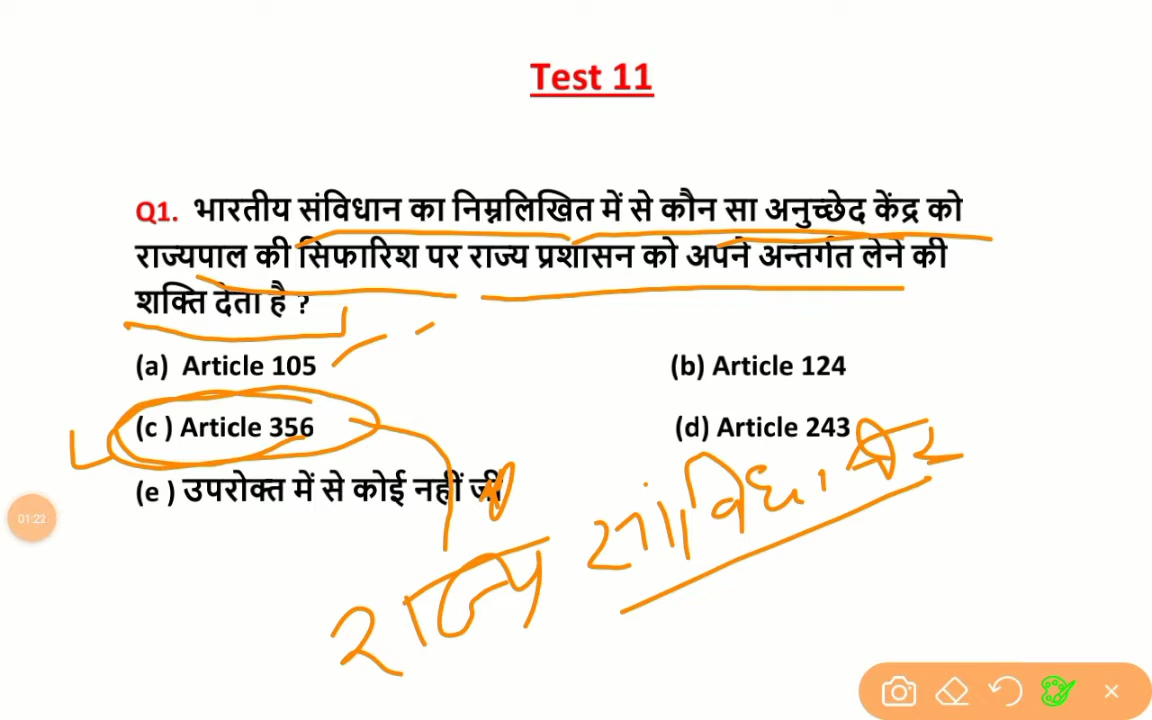 Test 11
Q1. भारतीय संविधान का निम्नलिखित में से कौन सा अनुच्छेद केंद्र को
राज्यपाल की सिफारिश पर राज्य प्रशासन को अपने अन्तर्गत लेने की
शक्ति देता है ?
(a) Article 105
(b) Article 124
(c ) Article 356
(d) Article 243
(e ) उपरोक्त में से कोई नहीं
राज्य
01:22